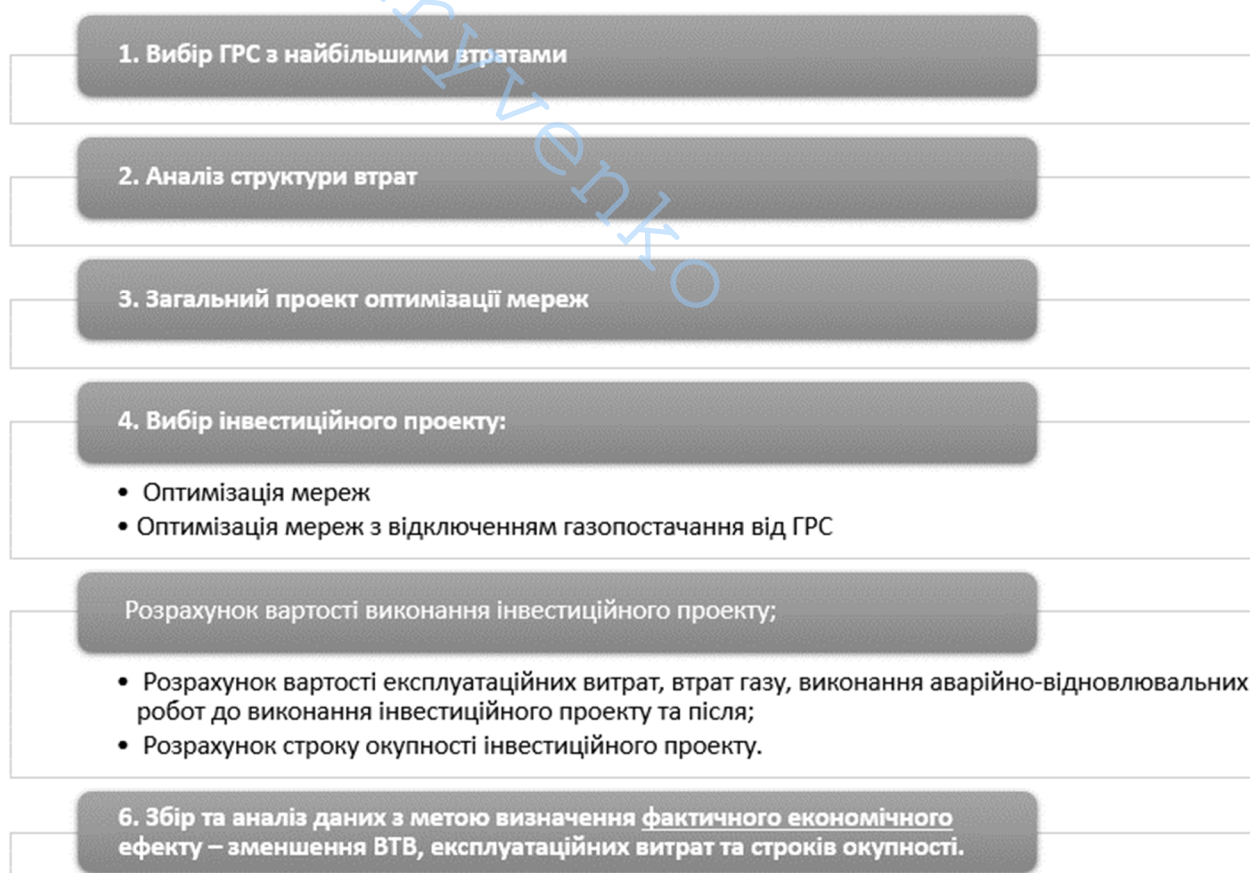 1. Вибір ГРС з найбільшими втратами
2. Аналіз структури втрат
3. Загальний проект оптимізації мереж
4. Вибір інвестиційного проекту:
• Оптимізація мереж
• Оптимізація мереж з відключенням газопостачання від ГРС
Розрахунок вартості виконання інвестиційного проекту;
• Розрахунок вартості експлуатаційних витрат, втрат газу, виконання аварійно-відновлювальних
робот до виконання інвестиційного проекту та після;
• Розрахунок строку окупності інвестиційного проекту.
6. Збір та аналіз даних з метою визначення фактичного економічного
ефекту – зменшення ВТВ, експлуатаційних витрат та строків окупності.
ryvenko